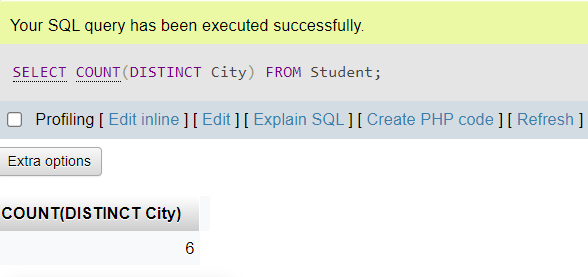 Your SQL query has been executed successfully.
SELECT COUNT(DISTINCT City) FROM Student;
Profiling [ Edit inline ] [ Edit ] [ Explain SQL ] [ Create PHP code ] [ Refresh ]
Extra options
COUNT(DISTINCT City)
6